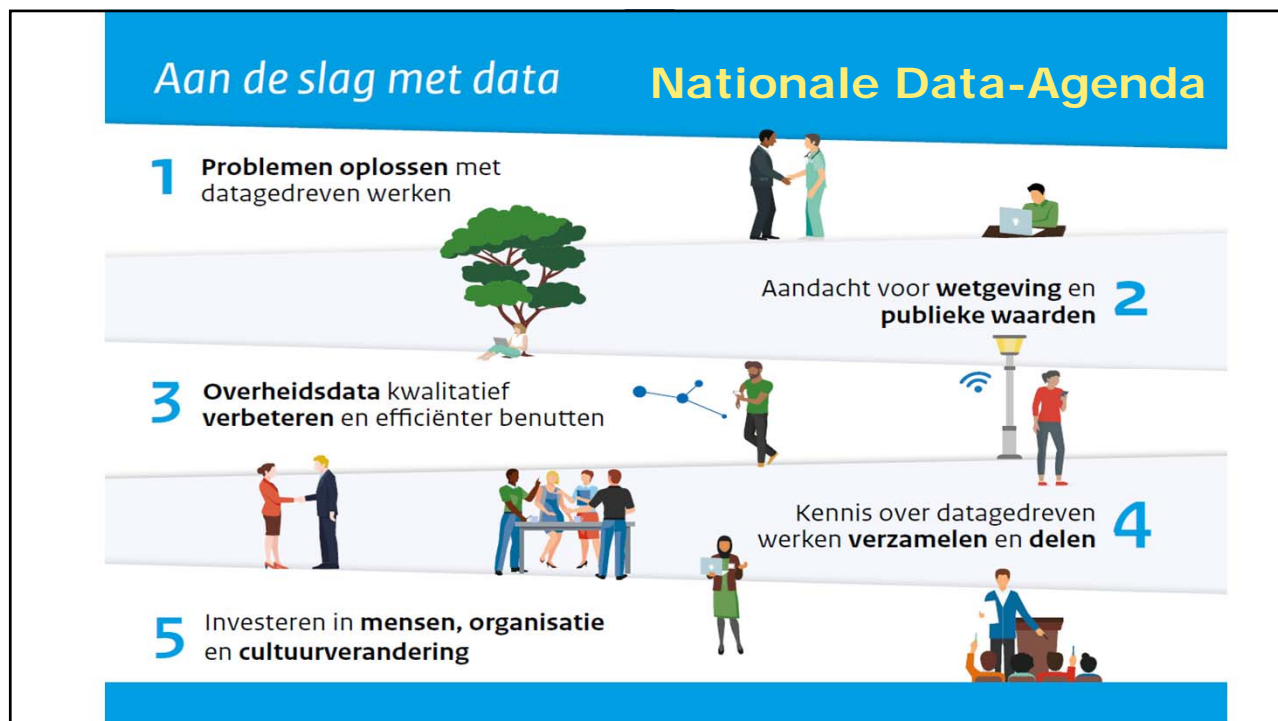 Aan de slag met data
Nationale Data-Agenda
1
Problemen oplossen met
datagedreven werken
Aandacht voor wetgeving en
publieke waarden
2
3
Overheidsdata kwalitatief
verbeteren en efficiënter benutten
Kennis over datagedreven
werken verzamelen en delen
4
5
Investeren in mensen, organisatie
en cultuurverandering